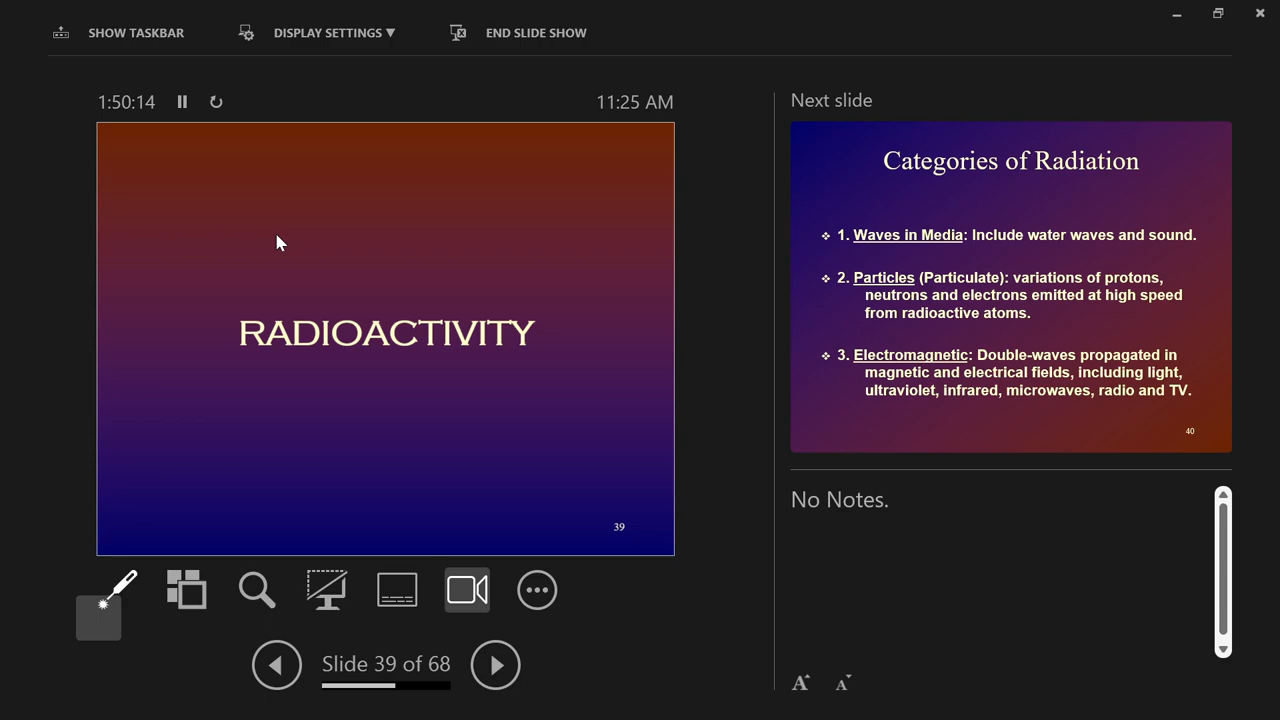 SHOW TASKBAR
DISPLAY SETTINGS ▼
END SLIDE SHOW
1:50:14
11:25 AM
RADIOACTIVITY
39
Slide 39 of 68
Next slide
Categories of Radiation
❖ 1. Waves in Media: Include water waves and sound.
❖ 2. Particles (Particulate): variations of protons,
neutrons and electrons emitted at high speed
from radioactive atoms.
❖ 3. Electromagnetic: Double-waves propagated in
magnetic and electrical fields, including light,
ultraviolet, infrared, microwaves, radio and TV.
40
No Notes.
A A